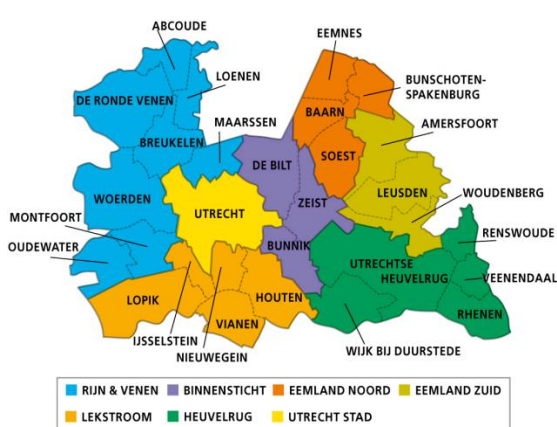 ABCOUDE
EEMNES
LOENEN
BUNSCHOTEN-
SPAKENBURG
DE RONDE VENEN
BAARN
MAARSSEN
AMERSFOORT
BREUKELEN
DE BILT
SOEST
WOERDEN
LEUSDEN
WOUDENBERG
ZEIST
MONTFOORT
UTRECHT
RENSWOUDE
OUDEWATER
BUNNIK
UTRECHTSE
HEUVELRUG
VEENENDAAL
LOPIK
HOUTEN
RHENEN
VIANEN
IJSSELSTEIN
NIEUWEGEIN
WIJK BIJ DUURSTEDE
RIJN & VENEN
BINNENSTICHT
EEMLAND NOORD
EEMLAND ZUID
LEKSTROOM
HEUVELRUG
UTRECHT STAD